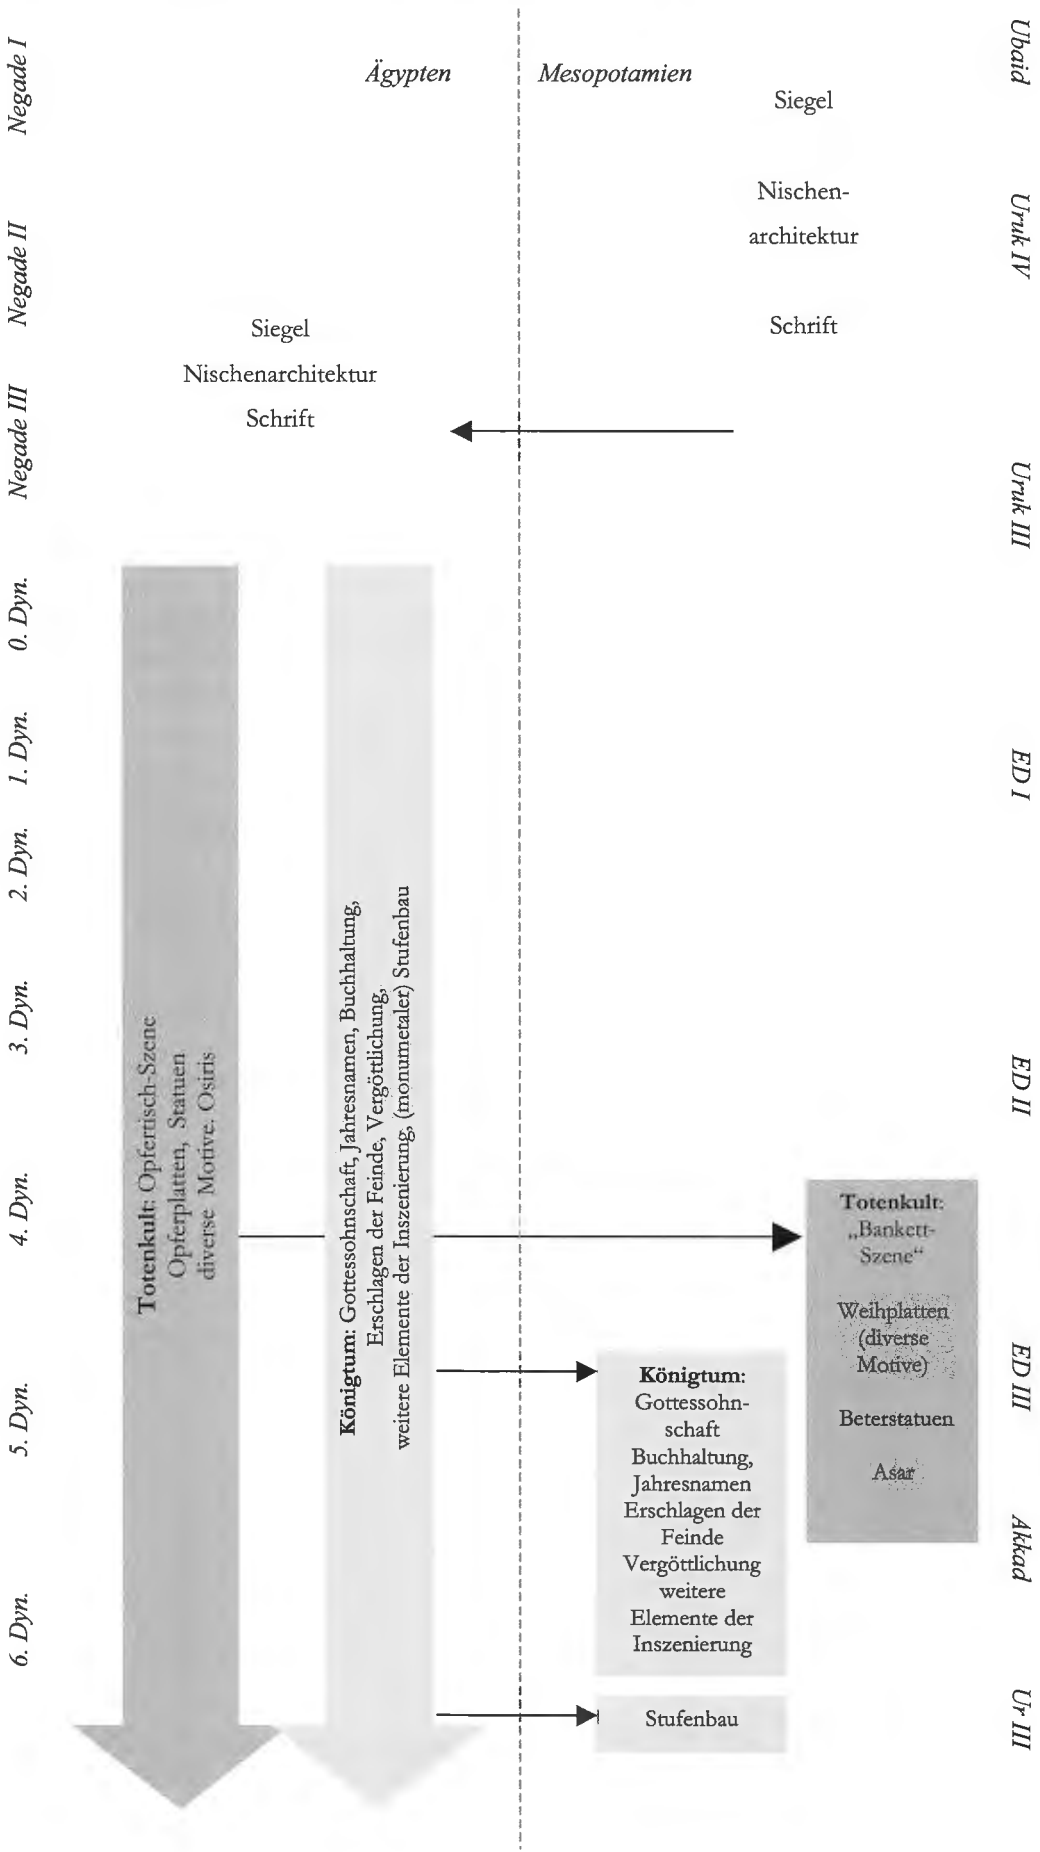 Ägypten
Mesopotamien
Negade I
Negade II
Negade III
0. Dyn.
1. Dyn.
2. Dyn.
3. Dyn.
4. Dyn.
5. Dyn.
6. Dyn.
Siegel
Nischenarchitektur
Schrift
Totenkult: Opfertisch-Szene
Opferplatten, Statuen
diverse Motive. Osiris
Königtum: Gottessohnschaft, Jahresnamen, Buchhaltung,
Erschlagen der Feinde, Vergöttlichung,
weitere Elemente der Inszenierung, (monumetaler) Stufenbau
Siegel
Nischen-
architektur
Schrift
Totenkult:
„Bankett-
Szene“
Weihplatten
(diverse
Motive)
Beterstatuen
Asar
Königtum:
Gottessohn-
schaft
Buchhaltung,
Jahresnamen
Erschlagen der
Feinde
Vergöttlichung
weitere
Elemente der
Inszenierung
Stufenbau
Ubaid
Uruk IV
Uruk III
ED I
ED II
ED III
Akkad
Ur III